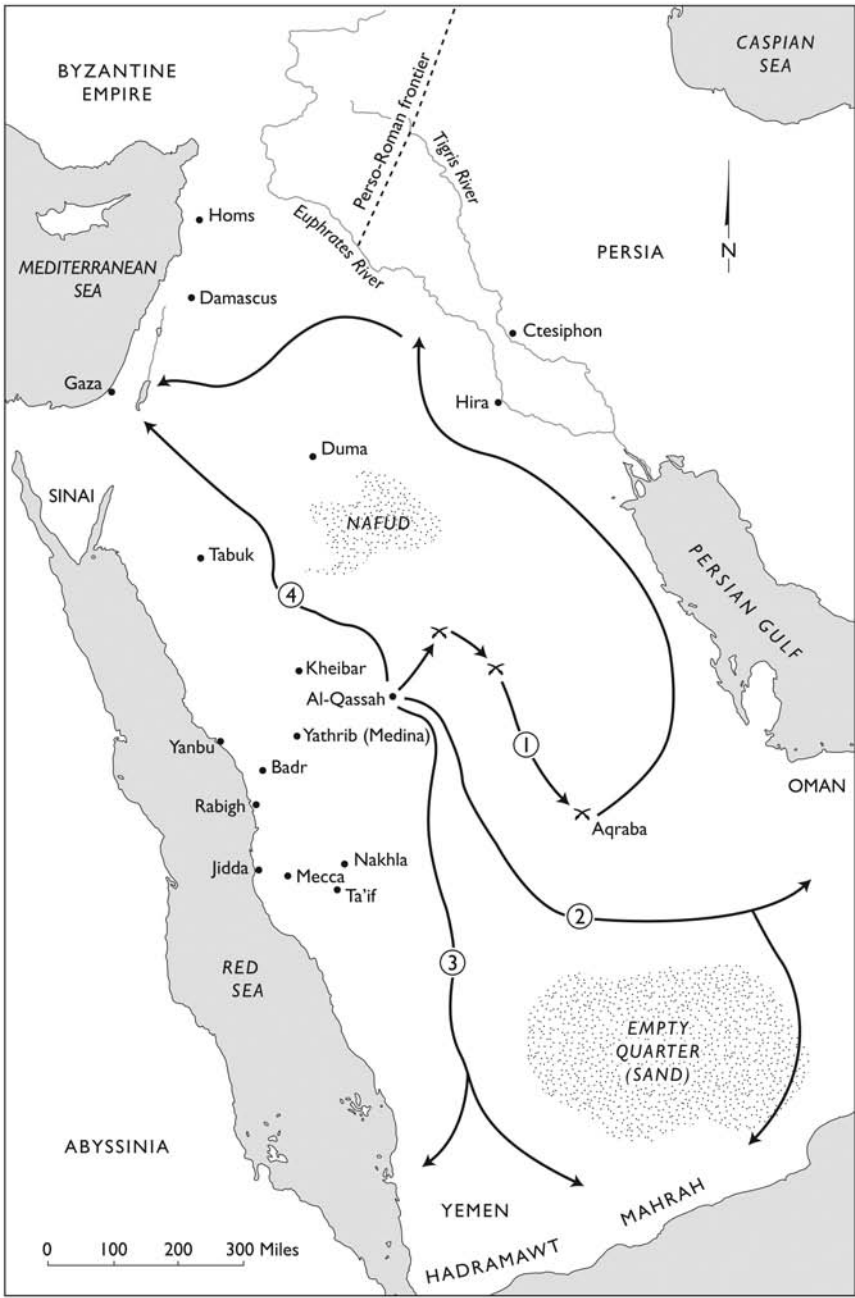 BYZANTINE
EMPIRE
CASPIAN
SEA
Perso-Roman frontier
Tigris River
Euphrates River
Homs
N
PERSIA
MEDITERRANEAN
SEA
Damascus
Ctesiphon
Gaza
Hira
Duma
SINAI
NAFUD
Tabuk
PERSIAN GULF
4
Kheibar
Al-Qassah
Yathrib (Medina)
1
Yanbu
Badr
OMAN
Rabigh
Aqraba
Jidda
Mecca
Nakhla
Ta'if
2
3
RED
SEA
EMPTY
QUARTER
(SAND)
ABYSSINIA
YEMEN
MAHRAH
HADRAMAWT
0 100 200 300 Miles